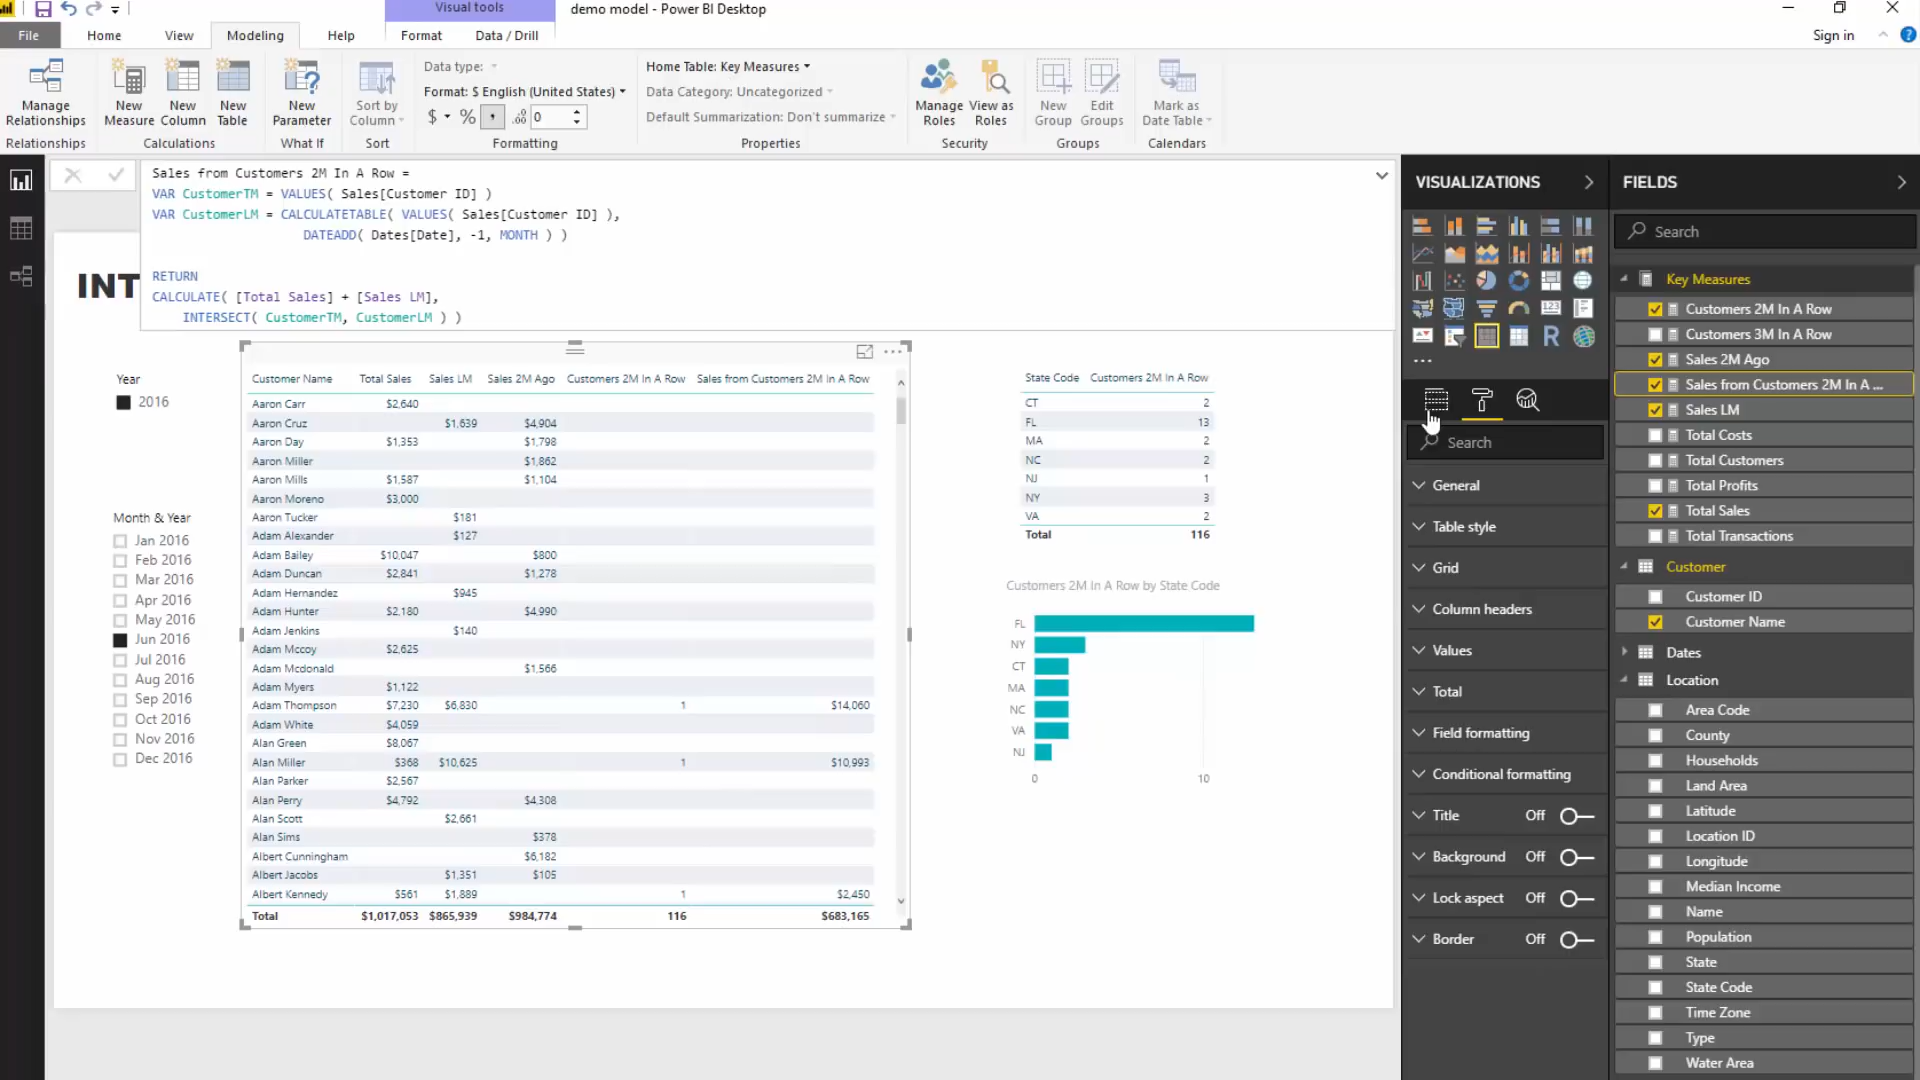 Visual tools
demo model - Power BI Desktop
File Home View Modeling Help Format Data / Drill
Sign in
Manage Relationships
New Measure
New Column
New Table
New Parameter
Sort by Column
Data type:
Format: $ English (United States)
$ % , .00 0
Home Table: Key Measures
Data Category: Uncategorized
Default Summarization: Don't summarize
Manage Roles
View as Roles
New Group
Edit Groups
Mark as Date Table
Relationships Calculations What If Sort Formatting Properties Security Groups Calendars
Sales from Customers 2M In A Row =
VAR CustomerTM = VALUES( Sales[Customer ID] )
VAR CustomerLM = CALCULATETABLE( VALUES( Sales[Customer ID] ),
DATEADD( Dates[Date], -1, MONTH ) )
RETURN
CALCULATE( [Total Sales] + [Sales LM],
INTERSECT( CustomerTM, CustomerLM ) )
INT
Year
2016
Month & Year
Jan 2016
Feb 2016
Mar 2016
Apr 2016
May 2016
Jun 2016
Jul 2016
Aug 2016
Sep 2016
Oct 2016
Nov 2016
Dec 2016
Customer Name Total Sales Sales LM Sales 2M Ago Customers 2M In A Row Sales from Customers 2M In A Row
Aaron Carr $2,640
Aaron Cruz $1,639 $4,904
Aaron Day $1,353 $1,798
Aaron Miller $1,862
Aaron Mills $1,587 $1,104
Aaron Moreno $3,000
Aaron Tucker $181
Adam Alexander $127
Adam Bailey $10,047 $800
Adam Duncan $2,841 $1,278
Adam Hernandez $945
Adam Hunter $2,180 $4,990
Adam Jenkins $140
Adam Mccoy $2,625
Adam Mcdonald $1,566
Adam Myers $1,122
Adam Thompson $7,230 $6,830 1 $14,060
Adam White $4,059
Alan Green $8,067
Alan Miller $368 $10,625 1 $10,993
Alan Parker $2,567
Alan Perry $4,792 $4,308
Alan Scott $2,661
Alan Sims $378
Albert Cunningham $6,182
Albert Jacobs $1,351 $105
Albert Kennedy $561 $1,889 1 $2,450
Total $1,017,053 $865,939 $984,774 116 $683,165
State Code Customers 2M In A Row
CT 2
FL 13
MA 2
NC 2
NJ 1
NY 3
VA 2
Total 116
Customers 2M In A Row by State Code
FL
NY
CT
MA
NC
VA
NJ
0 10
VISUALIZATIONS
Search
General
Table style
Grid
Column headers
Values
Total
Field formatting
Conditional formatting
Title Off
Background Off
Lock aspect Off
Border Off
FIELDS
Search
Key Measures
Customers 2M In A Row
Customers 3M In A Row
Sales 2M Ago
Sales from Customers 2M In A ...
Sales LM
Total Costs
Total Customers
Total Profits
Total Sales
Total Transactions
Customer
Customer ID
Customer Name
Dates
Location
Area Code
County
Households
Land Area
Latitude
Location ID
Longitude
Median Income
Name
Population
State
State Code
Time Zone
Type
Water Area